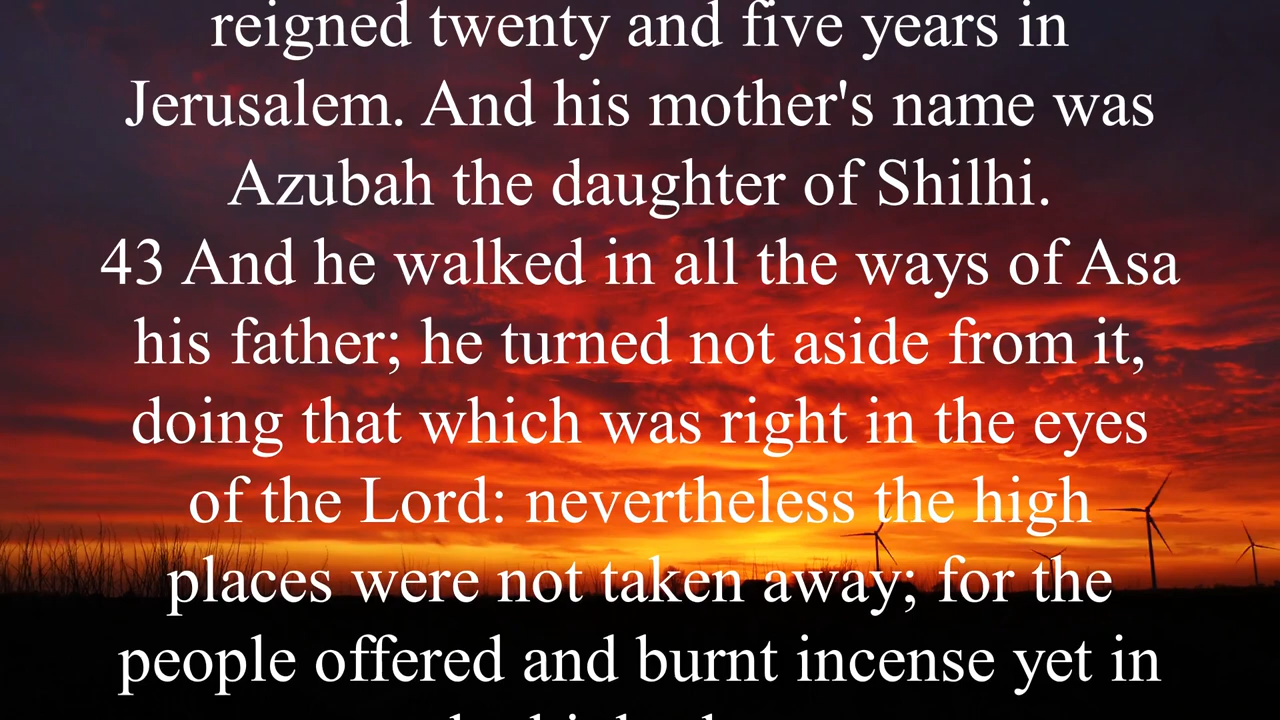 reigned twenty and five years in
Jerusalem. And his mother's name was
Azubah the daughter of Shilhi.
43 And he walked in all the ways of Asa
his father; he turned not aside from it,
doing that which was right in the eyes
of the Lord: nevertheless the high
places were not taken away; for the
people offered and burnt incense yet in